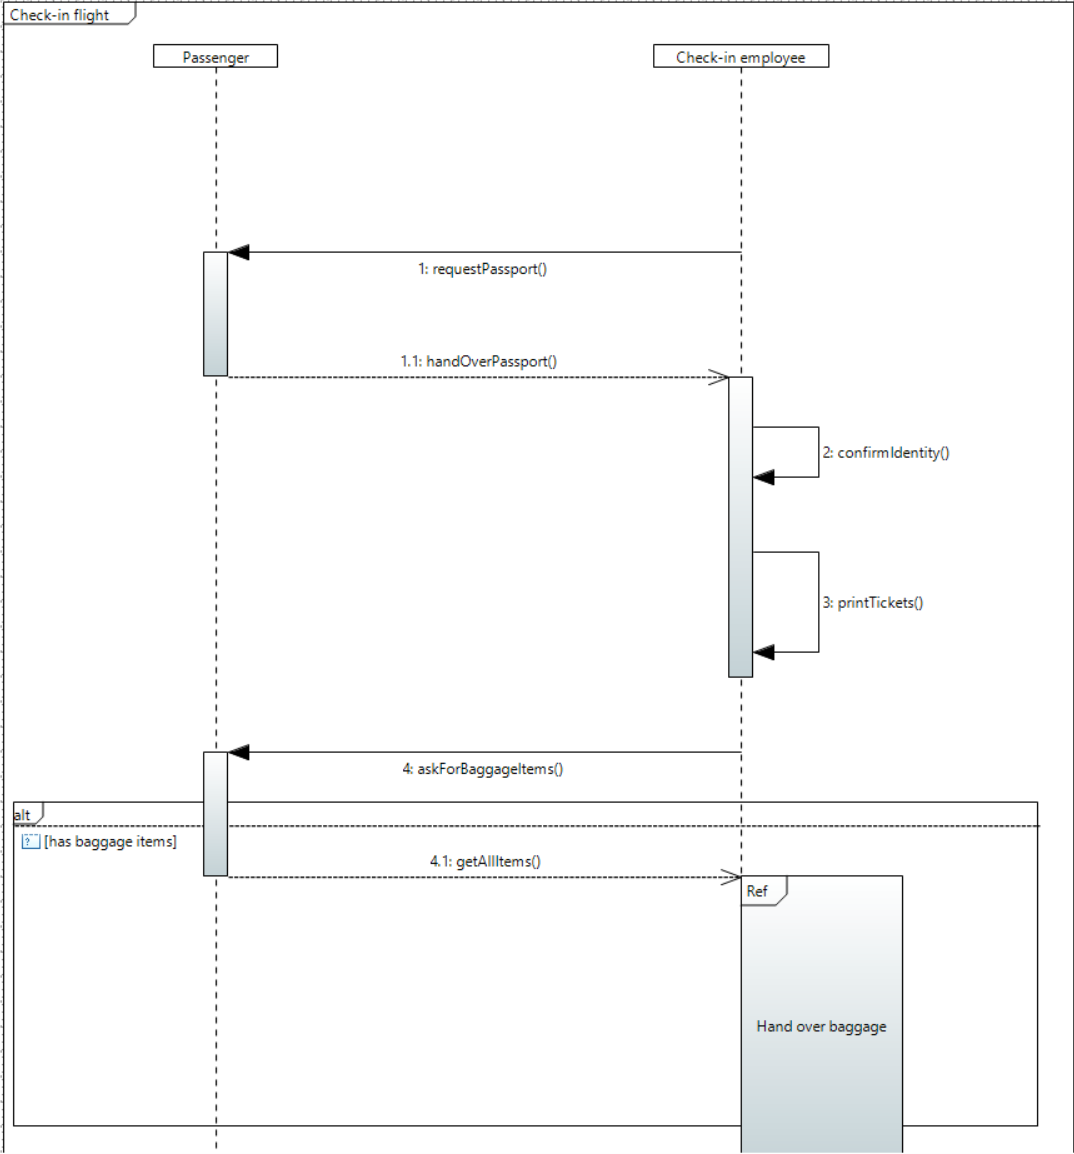 Check-in flight
Passenger
Check-in employee
1: requestPassport()
1.1: handOverPassport()
2: confirmIdentity()
3: printTickets()
4: askForBaggageItems()
alt
? [has baggage items]
4.1: getAllItems()
Ref
Hand over baggage